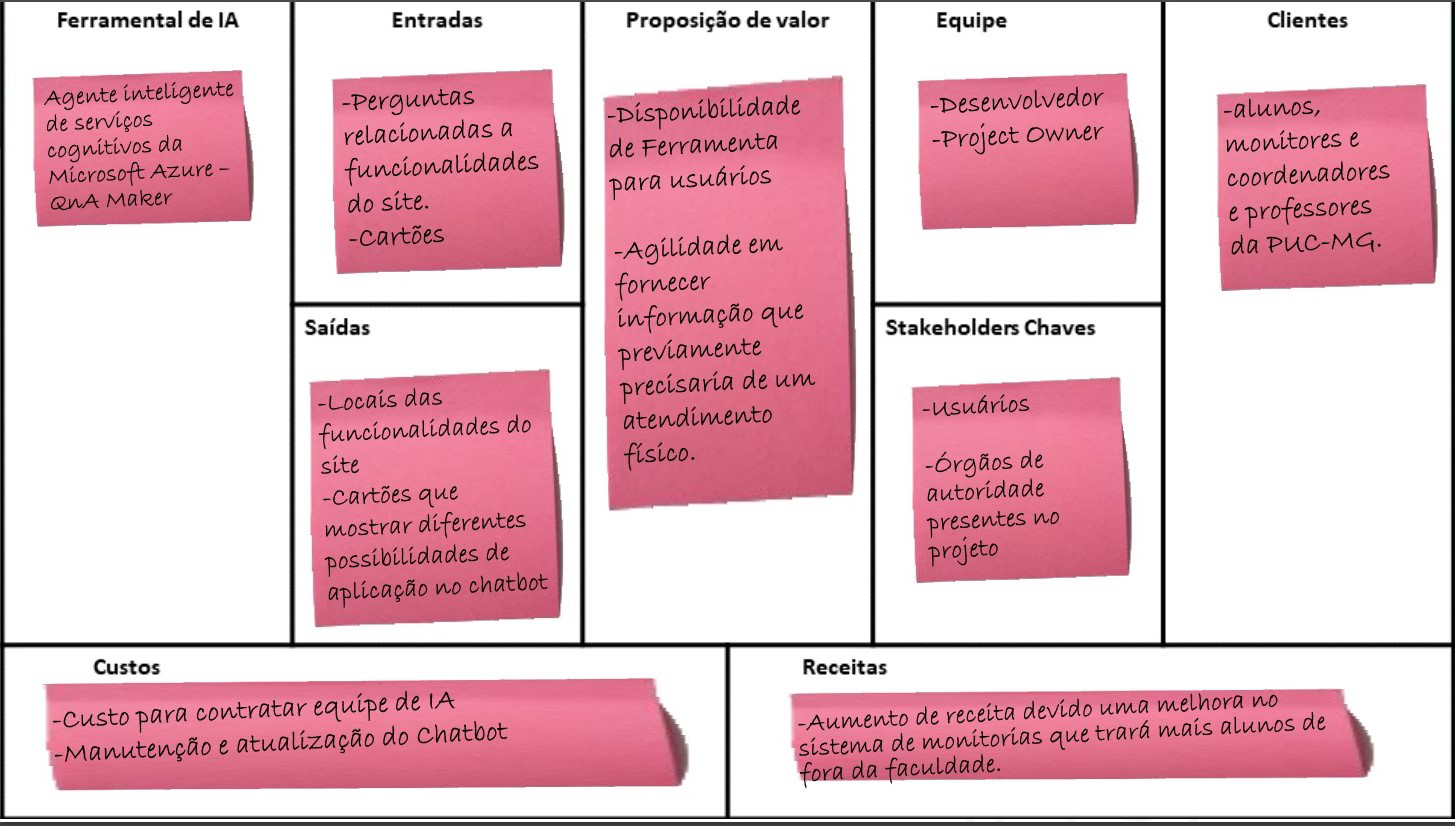 Ferramental de IA
Agente inteligente
de serviços
cognitivos da
Microsoft Azure –
QnA Maker
Entradas
-Perguntas
relacionadas a
funcionalidades
do site.
-Cartões
Saídas
-Locais das
funcionalidades do
site
-Cartões que
mostrar diferentes
possibilidades de
aplicação no chatbot
Proposição de valor
-Disponibilidade
de Ferramenta
para usuários
-Agilidade em
fornecer
informação que
previamente
precisaria de um
atendimento
físico.
Equipe
-Desenvolvedor
-Project Owner
Stakeholders Chaves
-Usuários
-Órgãos de
autoridade
presentes no
projeto
Clientes
-alunos,
monitores e
coordenadores
e professores
da PUC-MG.
Custos
-Custo para contratar equipe de IA
-Manutenção e atualização do Chatbot
Receitas
-Aumento de receita devido uma melhora no
sistema de monitorias que trará mais alunos de
fora da faculdade.